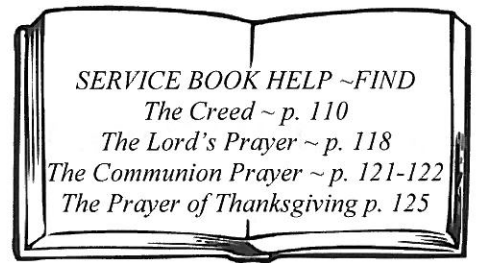 SERVICE BOOK HELP ~FIND
The Creed ~ p. 110
The Lord's Prayer ~ p. 118
The Communion Prayer ~ p. 121-122
The Prayer of Thanksgiving p. 125